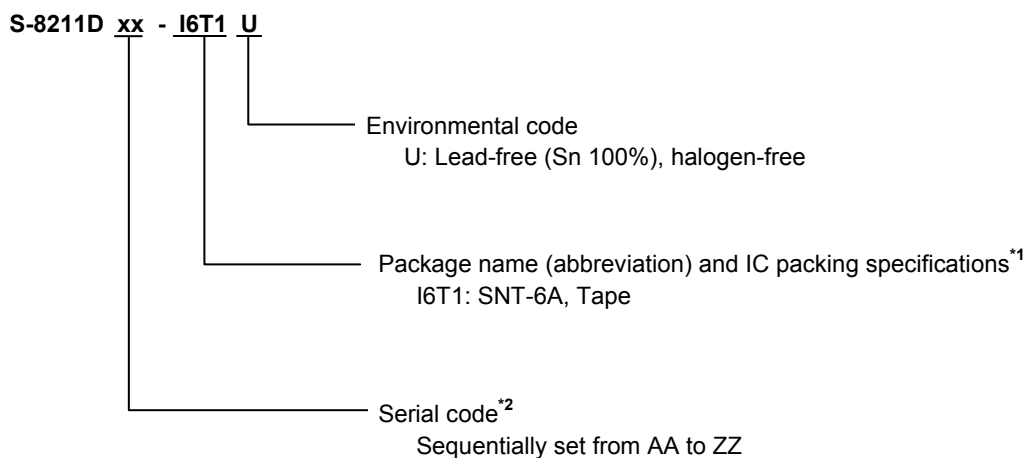 S-8211D xx - I6T1 U
Environmental code
U: Lead-free (Sn 100%), halogen-free
Package name (abbreviation) and IC packing specifications*1
I6T1: SNT-6A, Tape
Serial code*2
Sequentially set from AA to ZZ